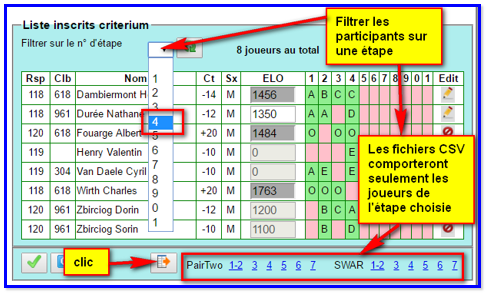 Liste inscrits criterium
Filtrer les participants sur une étape
Filtrer sur le n° d'étape
8 joueurs au total
Rsp Clb Nom Ct Sx ELO 1 2 3 4 5 6 7 8 9 0 1 Edit
118 618 Dambiermont H -14 M 1456 A B C C
118 961 Durée Nathane -12 M 1350 A A D
120 618 Fouarge Albert +20 M 1484 O O
119 Henry Valentin -10 M 0 E
119 304 Van Daele Cyril -10 M 0 A E E
118 618 Wirth Charles +20 M 1763 O O O
120 961 Zbirciog Dorin -12 M 1200 B C A
120 961 Zbirciog Sorin -10 M 1100 B D
1
2
3
4
5
6
7
8
9
0
1
Les fichiers CSV comporteront seulement les joueurs de l'étape choisie
clic
PairTwo 1-2 3 4 5 6 7
SWAR 1-2 3 4 5 6 7